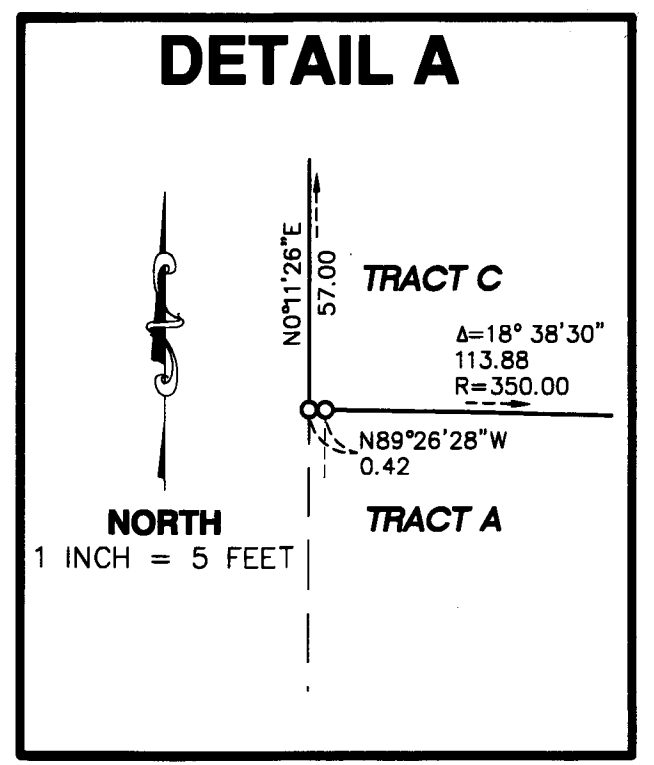 DETAIL A
N0°11'26"E
57.00
TRACT C
Δ=18° 38'30"
113.88
R=350.00
N89°26'28"W
0.42
NORTH
1 INCH = 5 FEET
TRACT A